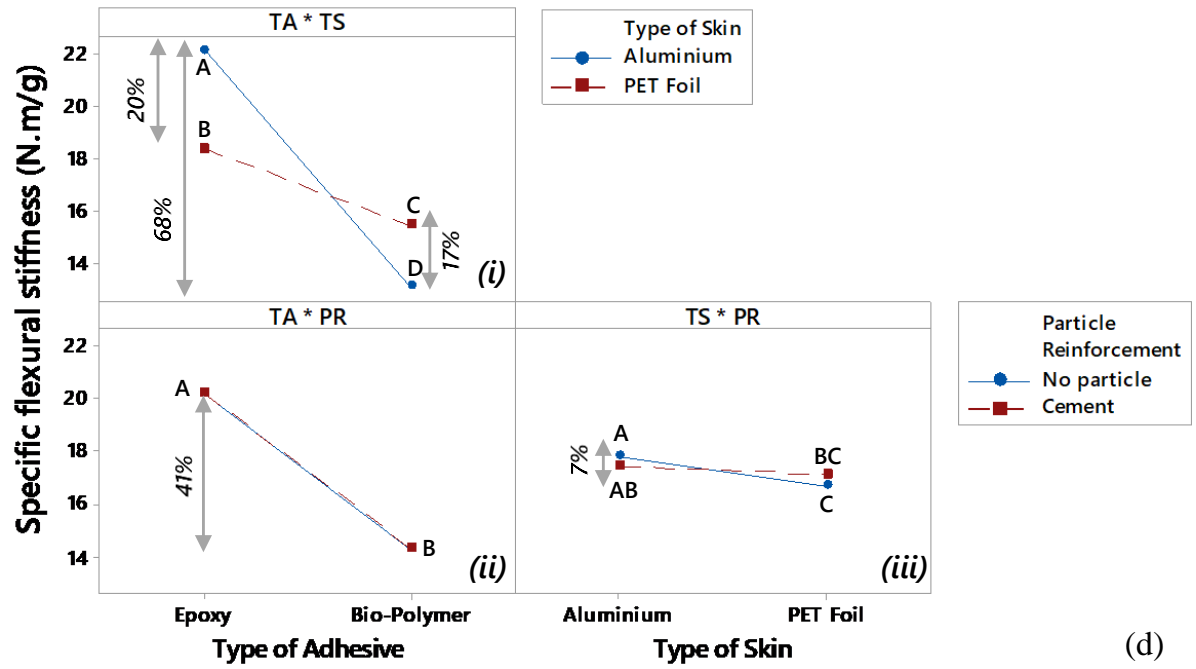 TA * TS
Type of Skin
Aluminium
PET Foil
Specific flexural stiffness (N.m/g)
22
20
18
16
14
A
B
C
D
20%
68%
17%
(i)
TA * PR
TS * PR
Particle
Reinforcement
No particle
Cement
22
20
18
16
14
A
B
41%
(ii)
A
AB
BC
C
7%
(iii)
Epoxy
Bio-Polymer
Aluminium
PET Foil
Type of Adhesive
Type of Skin
(d)